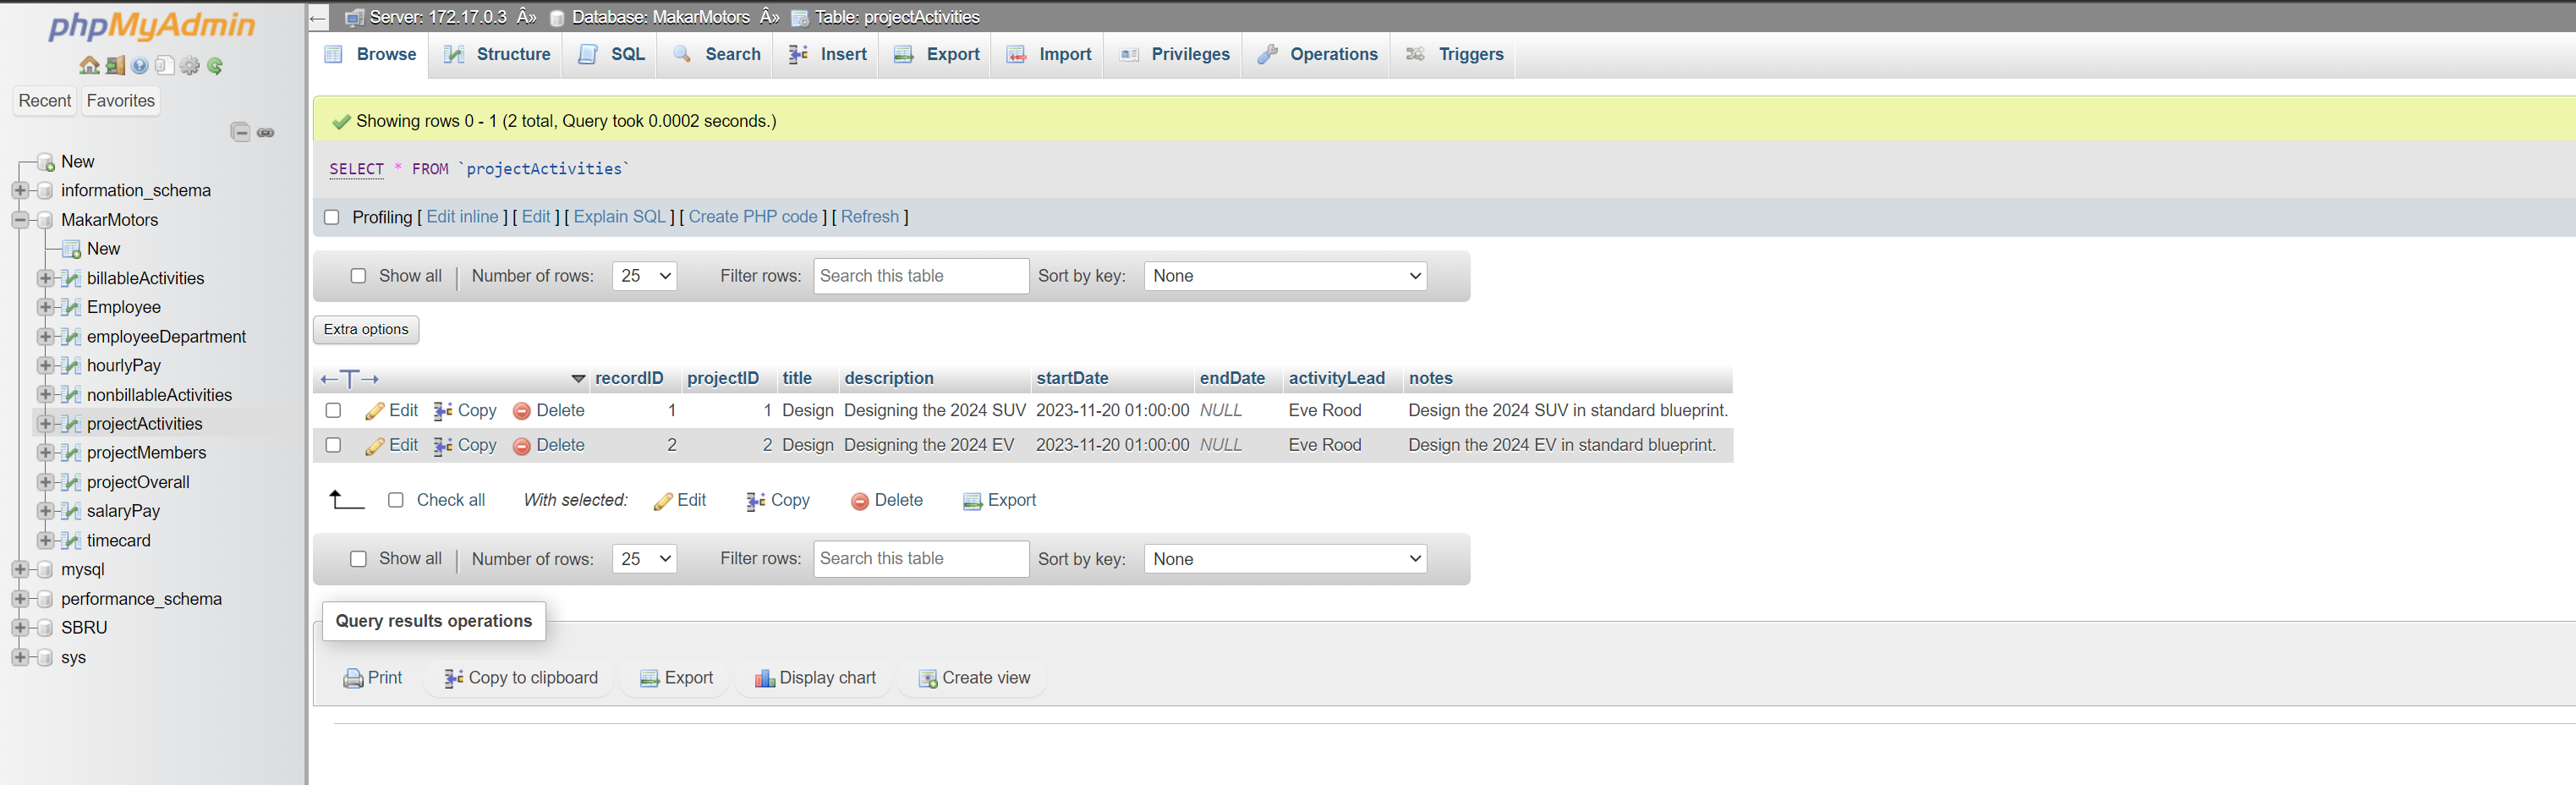 phpMyAdmin
Recent Favorites
New
information_schema
MakarMotors
New
billableActivities
Employee
employeeDepartment
hourlyPay
nonbillableActivities
projectActivities
projectMembers
projectOverall
salaryPay
timecard
mysql
performance_schema
SBRU
sys
← Server: 172.17.0.3 Â» Database: MakarMotors Â» Table: projectActivities
Browse Structure SQL Search Insert Export Import Privileges Operations Triggers
Showing rows 0 - 1 (2 total, Query took 0.0002 seconds.)
SELECT * FROM `projectActivities`
Profiling [ Edit inline ] [ Edit ] [ Explain SQL ] [ Create PHP code ] [ Refresh ]
Show all | Number of rows: 25 Filter rows: Search this table Sort by key: None
Extra options
←T→ recordID projectID title description startDate endDate activityLead notes
Edit Copy Delete 1 1 Design Designing the 2024 SUV 2023-11-20 01:00:00 NULL Eve Rood Design the 2024 SUV in standard blueprint.
Edit Copy Delete 2 2 Design Designing the 2024 EV 2023-11-20 01:00:00 NULL Eve Rood Design the 2024 EV in standard blueprint.
Check all With selected: Edit Copy Delete Export
Show all | Number of rows: 25 Filter rows: Search this table Sort by key: None
Query results operations
Print Copy to clipboard Export Display chart Create view